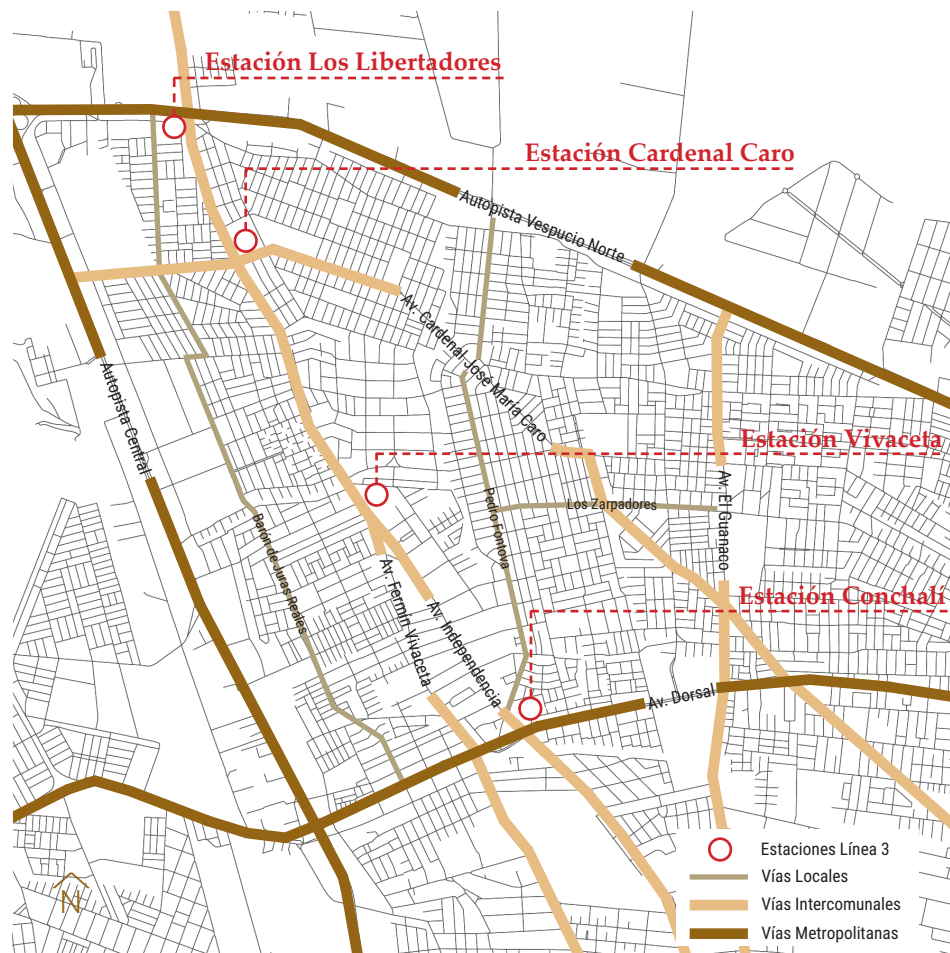 Estación Los Libertadores
Estación Cardenal Caro
Autopista Vespucio Norte
Av. Cardenal José María Caro
Autopista Central
Estación Vivaceta
Av. El Guanaco
Los Zarpadores
Pedro Fontova
Barón de Juras Reales
Av. Fermín Vivaceta
Av. Independencia
Estación Conchalí
Av. Dorsal
Estaciones Línea 3
Vías Locales
Vías Intercomunales
Vías Metropolitanas
N